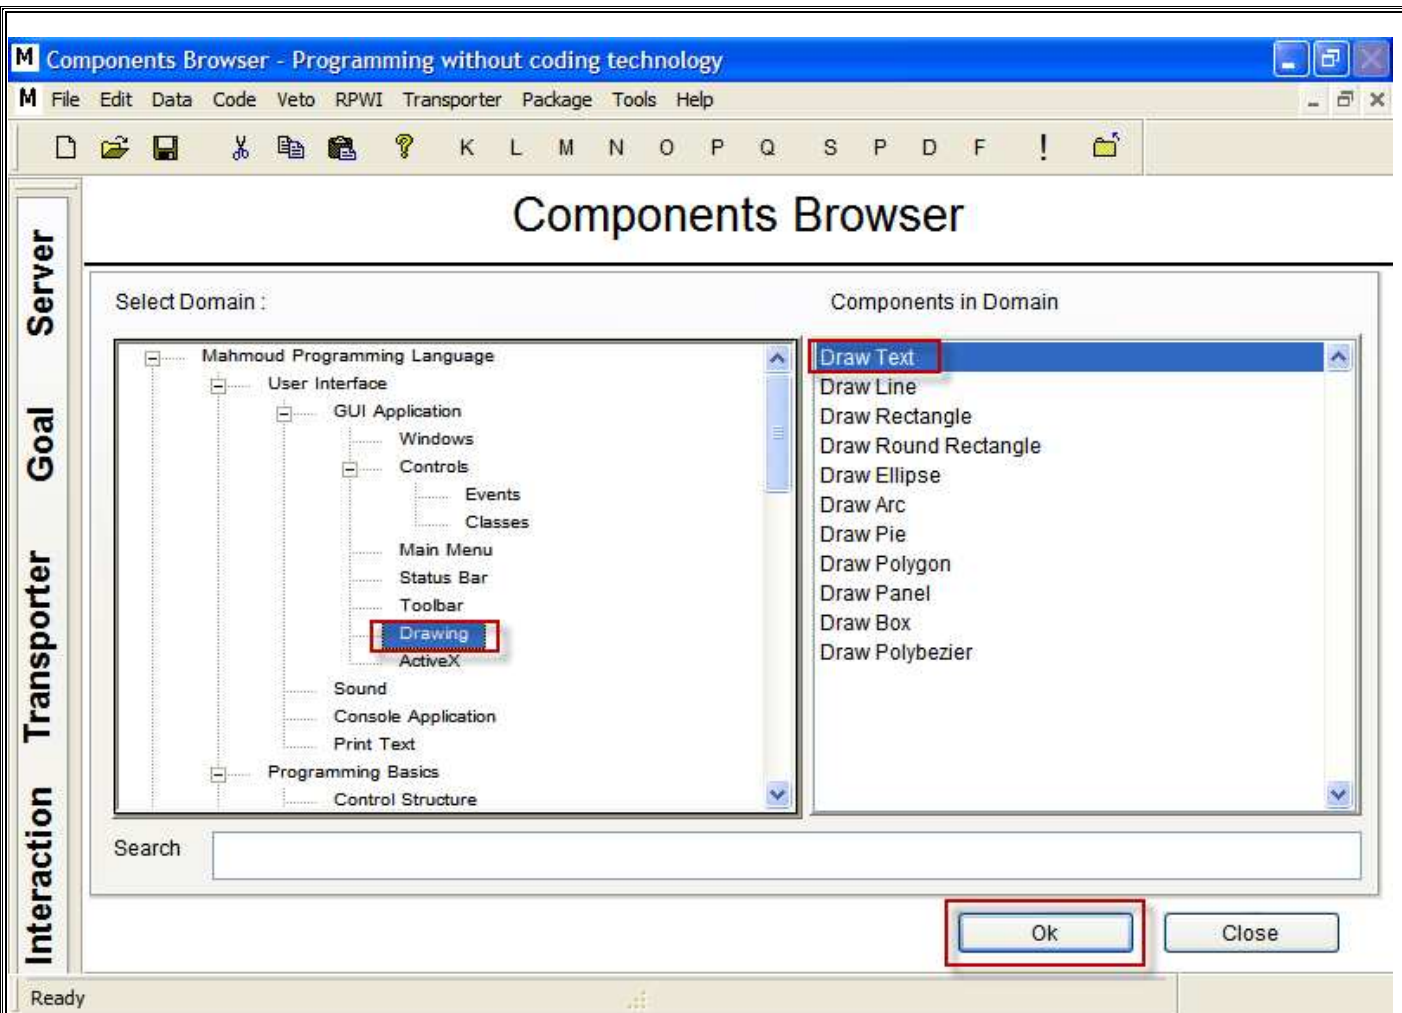 M Components Browser - Programming without coding technology
M File Edit Data Code Veto RPWI Transporter Package Tools Help
K L M N O P Q S P D F !
Components Browser
Server
Goal
Transporter
Interaction
Select Domain :
Mahmoud Programming Language
User Interface
GUI Application
Windows
Controls
Events
Classes
Main Menu
Status Bar
Toolbar
Drawing
ActiveX
Sound
Console Application
Print Text
Programming Basics
Control Structure
Components in Domain
Draw Text
Draw Line
Draw Rectangle
Draw Round Rectangle
Draw Ellipse
Draw Arc
Draw Pie
Draw Polygon
Draw Panel
Draw Box
Draw Polybezier
Search
Ok Close
Ready